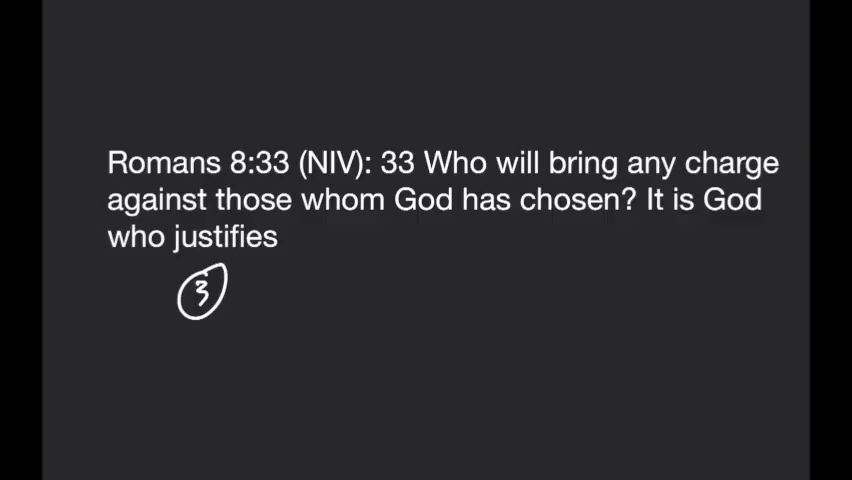 Romans 8:33 (NIV): 33 Who will bring any charge
against those whom God has chosen? It is God
who justifies
3